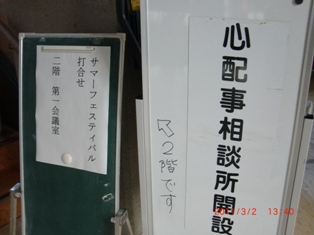 サマーフェスティバル
打合せ
二階 第一会議室
心配事相談所開設
↖2階です
2011/3/2 13:40